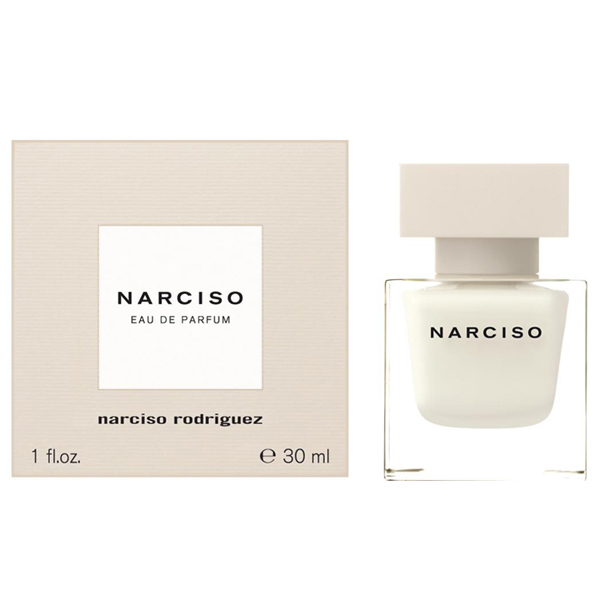 NARCISO
EAU DE PARFUM
narciso rodriguez
1 fl.oz. ℮ 30 ml
NARCISO